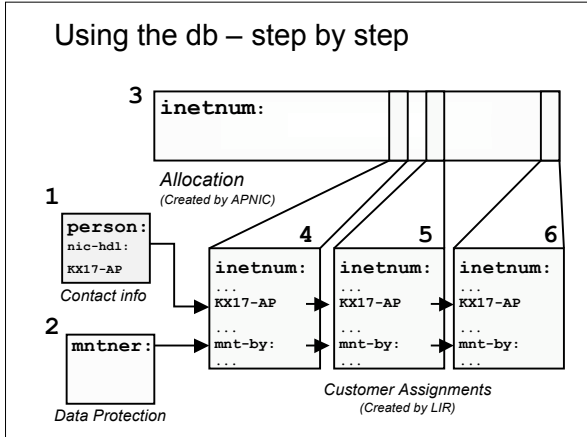 Using the db – step by step
3
inetnum:
Allocation
(Created by APNIC)
1
person:
nic-hdl:
KX17-AP
Contact info
2
mntner:
Data Protection
4
inetnum:
...
KX17-AP
...
mnt-by:
...
5
inetnum:
...
KX17-AP
...
mnt-by:
...
6
inetnum:
...
KX17-AP
...
mnt-by:
...
Customer Assignments
(Created by LIR)